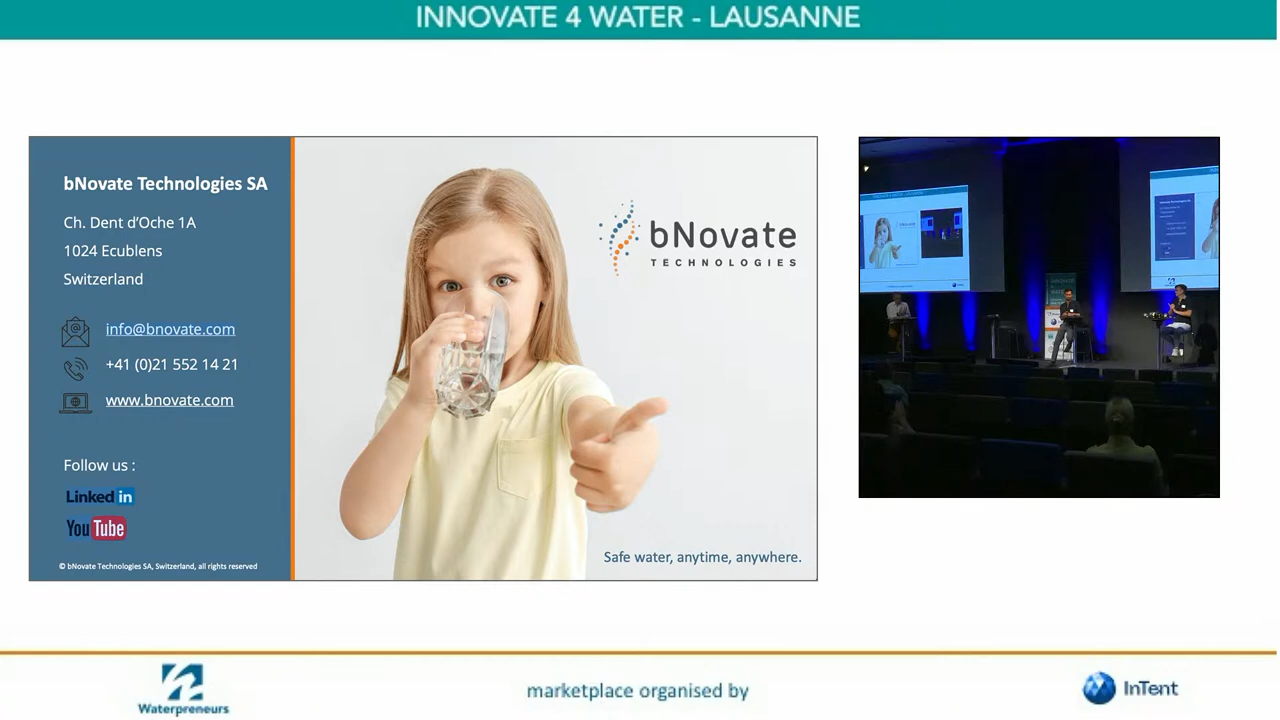 INNOVATE 4 WATER - LAUSANNE
bNovate Technologies SA
Ch. Dent d'Oche 1A
1024 Ecublens
Switzerland
info@bnovate.com
+41 (0)21 552 14 21
www.bnovate.com
Follow us :
Linked in
YouTube
© bNovate Technologies SA, Switzerland, all rights reserved
bNovate
TECHNOLOGIES
Safe water, anytime, anywhere.
Waterpreneurs
marketplace organised by
InTent